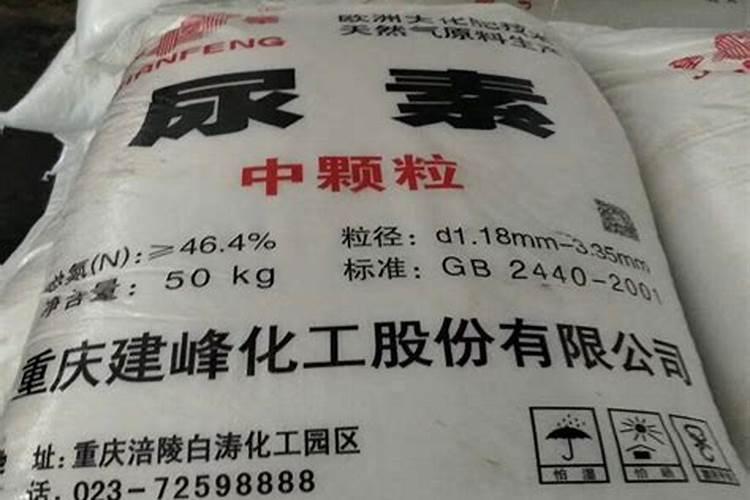 欧洲大化肥技术
天然气原料生产
JIANFENG
尿素
中颗粒
总氮(N):≥46.4%
粒径: d1.18mm-3.35mm
净含量: 50 kg
标准: GB 2440-2001
重庆建峰化工股份有限公司
址:重庆涪陵白涛化工园区
话:023-72598888
怕湿
怕晒